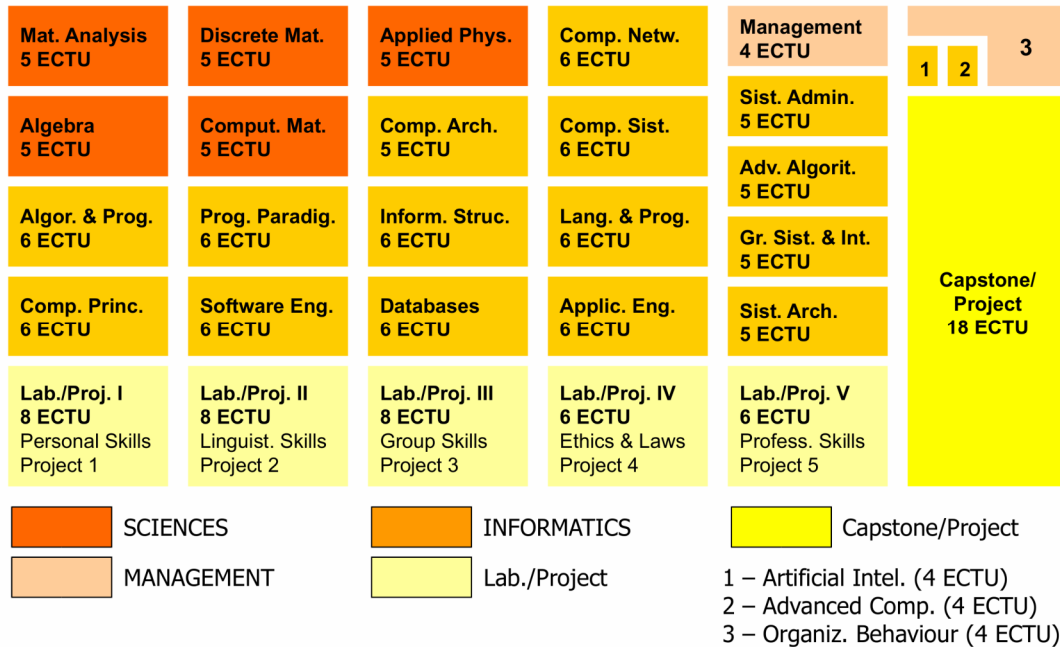 Mat. Analysis
5 ECTU
Discrete Mat.
5 ECTU
Applied Phys.
5 ECTU
Comp. Netw.
6 ECTU
Management
4 ECTU
1
2
3
Algebra
5 ECTU
Comput. Mat.
5 ECTU
Comp. Arch.
5 ECTU
Comp. Sist.
6 ECTU
Sist. Admin.
5 ECTU
Adv. Algorit.
5 ECTU
Algor. & Prog.
6 ECTU
Prog. Paradig.
6 ECTU
Inform. Struc.
6 ECTU
Lang. & Prog.
6 ECTU
Gr. Sist. & Int.
5 ECTU
Comp. Princ.
6 ECTU
Software Eng.
6 ECTU
Databases
6 ECTU
Applic. Eng.
6 ECTU
Sist. Arch.
5 ECTU
Capstone/
Project
18 ECTU
Lab./Proj. I
8 ECTU
Personal Skills
Project 1
Lab./Proj. II
8 ECTU
Linguist. Skills
Project 2
Lab./Proj. III
8 ECTU
Group Skills
Project 3
Lab./Proj. IV
6 ECTU
Ethics & Laws
Project 4
Lab./Proj. V
6 ECTU
Profess. Skills
Project 5
SCIENCES
INFORMATICS
Capstone/Project
MANAGEMENT
Lab./Project
1 – Artificial Intel. (4 ECTU)
2 – Advanced Comp. (4 ECTU)
3 – Organiz. Behaviour (4 ECTU)